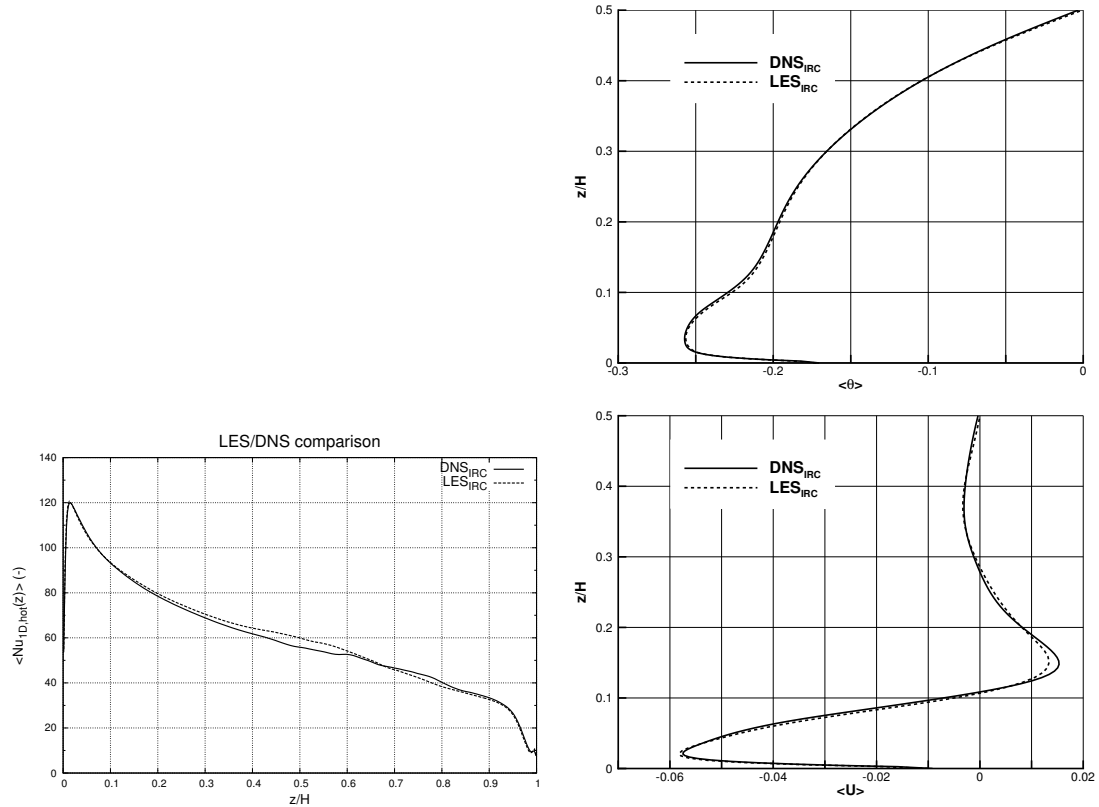 0.5
DNS_IRC
LES_IRC
0.4
0.3
z/H
0.2
0.1
0
-0.3 -0.2 -0.1 0
<θ>
LES/DNS comparison
140
DNS_IRC
LES_IRC
120
100
80
60
40
20
0
<Nu_1D,hot(z)> (-)
0 0.1 0.2 0.3 0.4 0.5 0.6 0.7 0.8 0.9 1
z/H
0.5
DNS_IRC
LES_IRC
0.4
0.3
z/H
0.2
0.1
0
-0.06 -0.04 -0.02 0 0.02
<U>